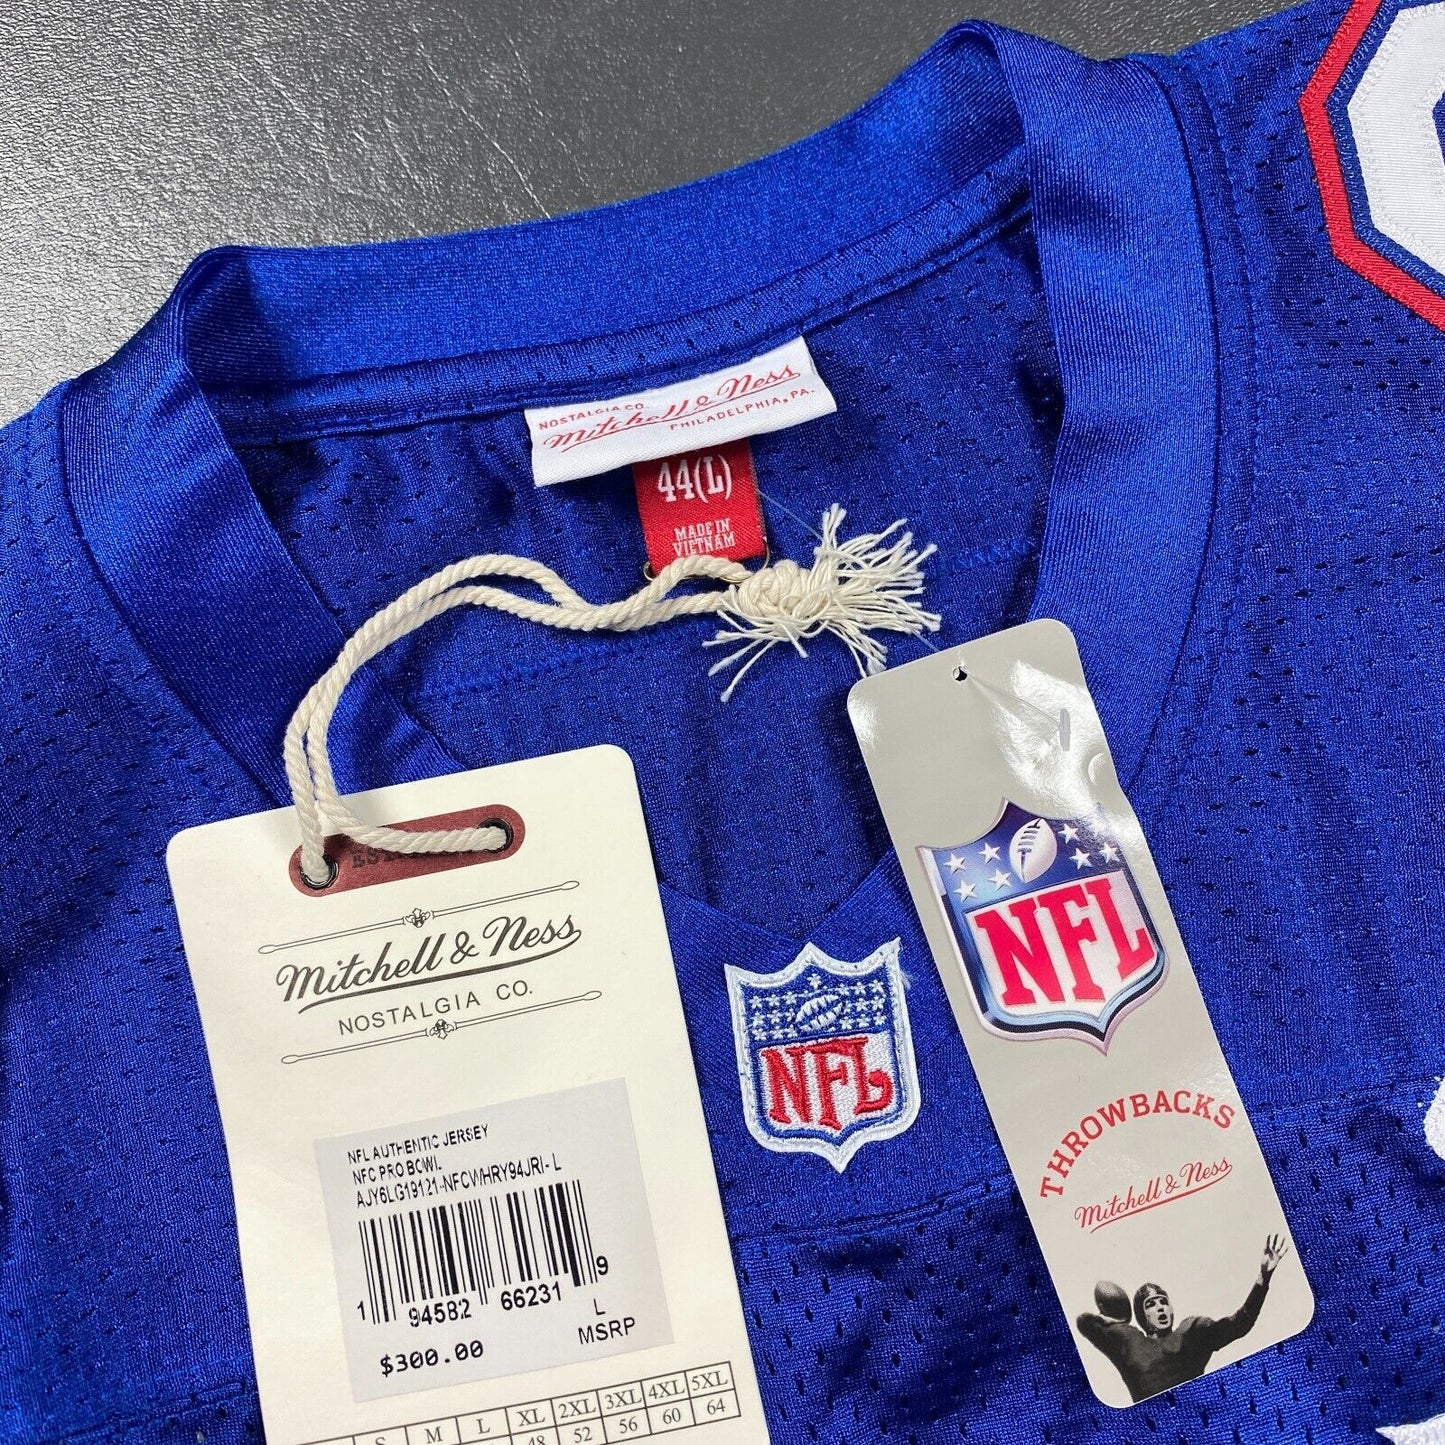 NOSTALGIA CO.
Mitchell & Ness
PHILADELPHIA, PA.
44(L)
MADE IN
VIETNAM
Mitchell & Ness
NOSTALGIA CO.
NFL AUTHENTIC JERSEY
NFC PRO BOWL
AJY6LG19121-NFCWHRY94JRI-L
1 94582 66231 9
L
$300.00 MSRP
S M L XL 2XL 3XL 4XL 5XL
48 52 56 60 64
NFL
NFL
THROWBACKS
Mitchell & Ness